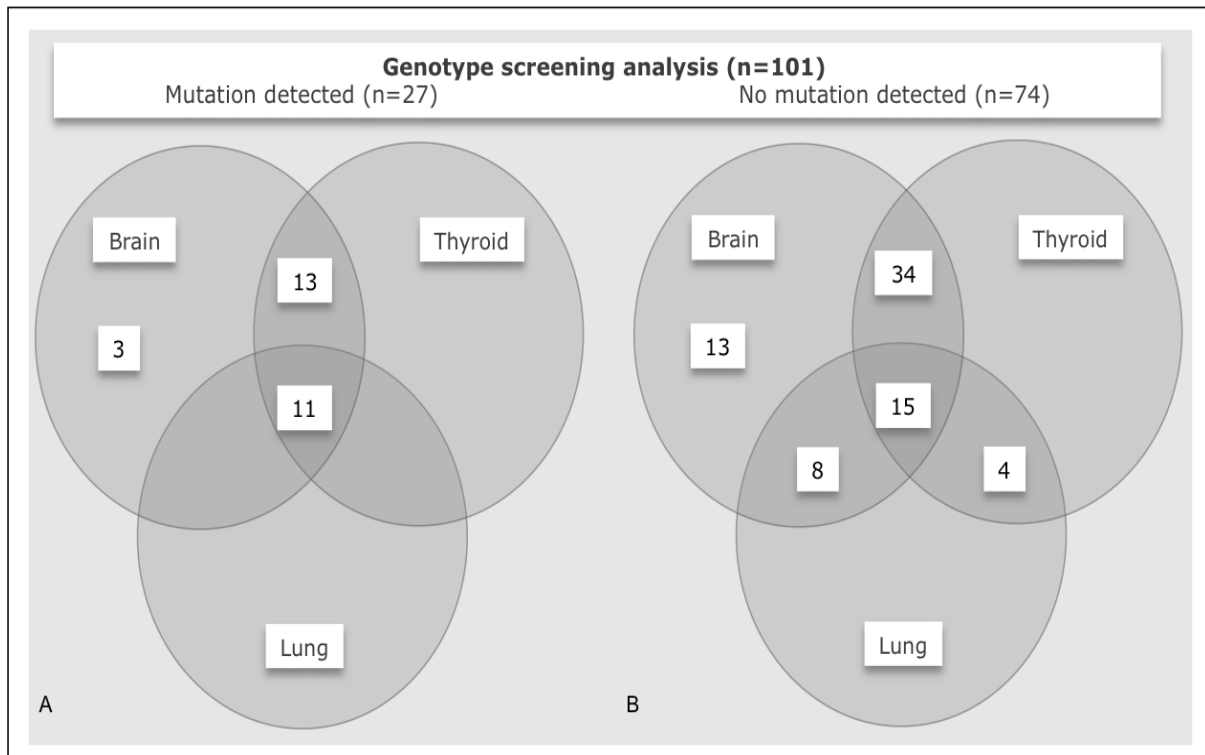 Genotype screening analysis (n=101)
Mutation detected (n=27)
No mutation detected (n=74)
Brain
Thyroid
13
3
11
Lung
A
Brain
Thyroid
34
13
15
8
4
Lung
B